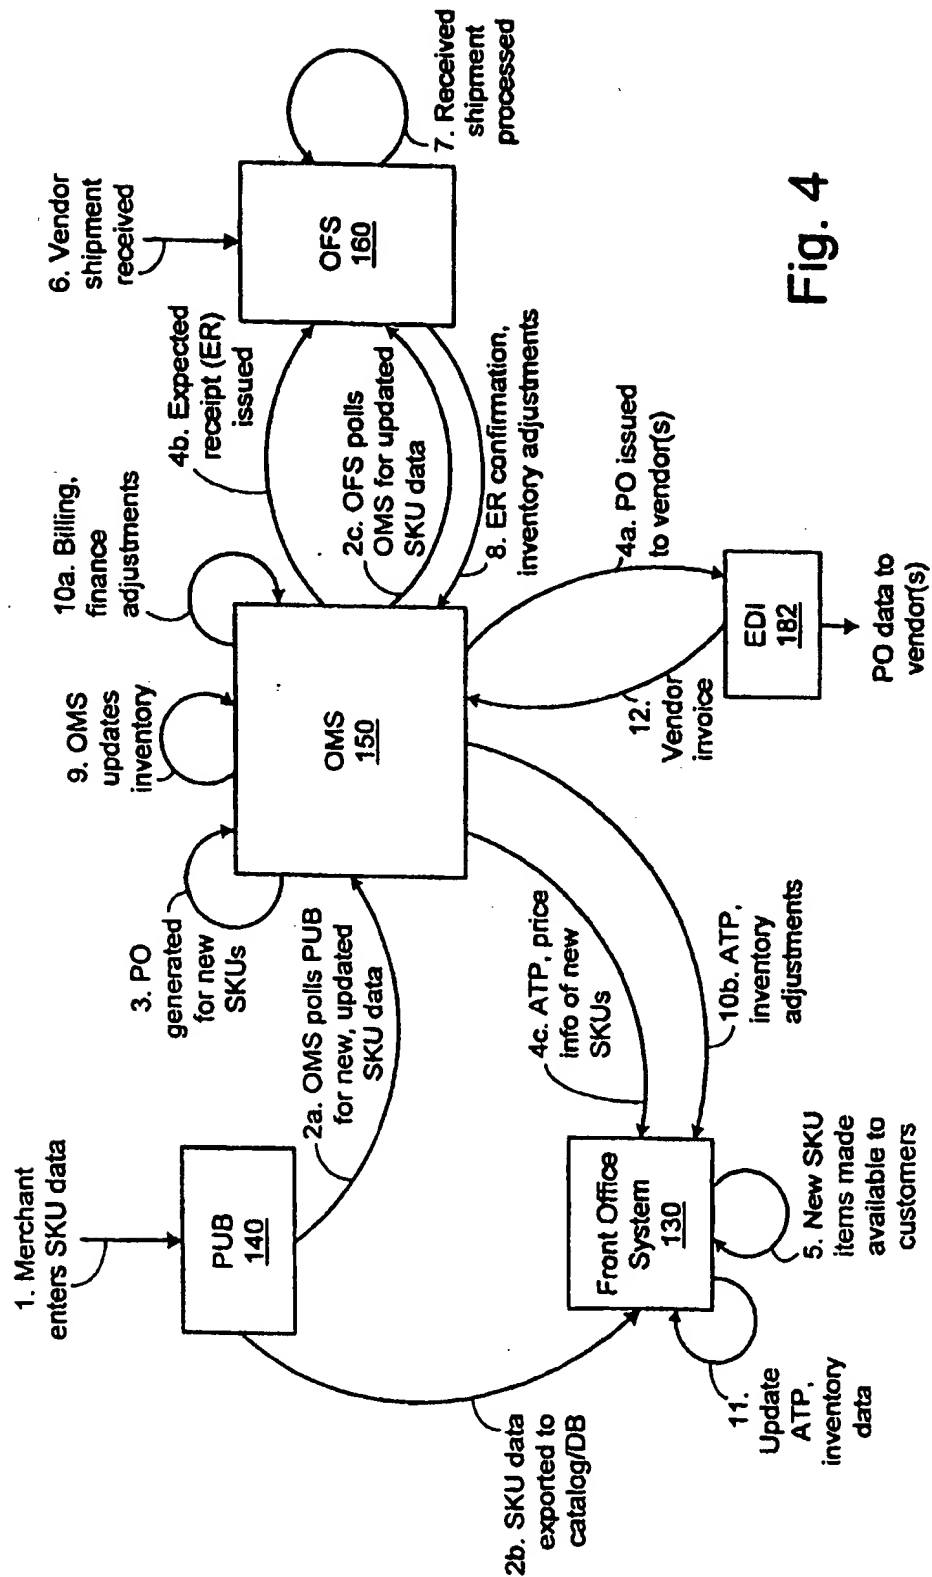 1. Merchant
enters SKU data
PUB
140
2b. SKU data
exported to
catalog/DB
2a. OMS polls PUB
for new, updated
SKU data
3. PO
generated
for new
SKUs
9. OMS
updates
inventory
10a. Billing,
finance
adjustments
OMS
150
4b. Expected
receipt (ER)
issued
2c. OFS polls
OMS for updated
SKU data
8. ER confirmation,
inventory adjustments
6. Vendor
shipment
received
OFS
160
7. Received
shipment
processed
4a. PO issued
to vendor(s)
12.
Vendor
invoice
EDI
182
PO data to
vendor(s)
4c. ATP, price
info of new
SKUs
10b. ATP,
inventory
adjustments
Front Office
System
130
5. New SKU
items made
available to
customers
11.
Update
ATP,
inventory
data
Fig. 4